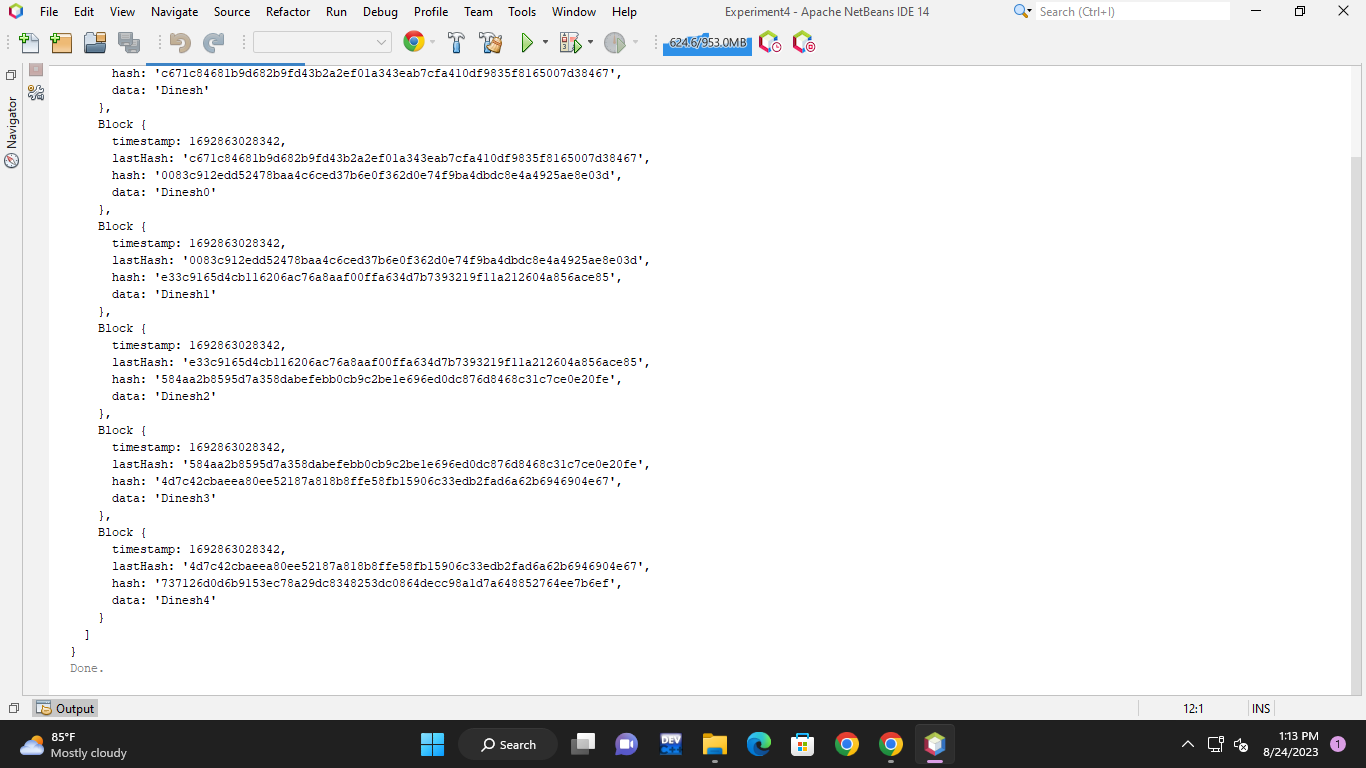 File Edit View Navigate Source Refactor Run Debug Profile Team Tools Window Help Experiment4 - Apache NetBeans IDE 14 Search (Ctrl+I)
624.6/953.0MB
Navigator
hash: 'c671c84681b9d682b9fd43b2a2ef01a343eab7cfa410df9835f8165007d38467',
data: 'Dinesh'
},
Block {
timestamp: 1692863028342,
lastHash: 'c671c84681b9d682b9fd43b2a2ef01a343eab7cfa410df9835f8165007d38467',
hash: '0083c912edd52478baa4c6ced37b6e0f362d0e74f9ba4dbdc8e4a4925ae8e03d',
data: 'Dinesh0'
},
Block {
timestamp: 1692863028342,
lastHash: '0083c912edd52478baa4c6ced37b6e0f362d0e74f9ba4dbdc8e4a4925ae8e03d',
hash: 'e33c9165d4cb116206ac76a8aaf00ffa634d7b7393219f11a212604a856ace85',
data: 'Dinesh1'
},
Block {
timestamp: 1692863028342,
lastHash: 'e33c9165d4cb116206ac76a8aaf00ffa634d7b7393219f11a212604a856ace85',
hash: '584aa2b8595d7a358dabefebb0cb9c2be1e696ed0dc876d8468c31c7ce0e20fe',
data: 'Dinesh2'
},
Block {
timestamp: 1692863028342,
lastHash: '584aa2b8595d7a358dabefebb0cb9c2be1e696ed0dc876d8468c31c7ce0e20fe',
hash: '4d7c42cbaeea80ee52187a818b8ffe58fb15906c33edb2fad6a62b6946904e67',
data: 'Dinesh3'
},
Block {
timestamp: 1692863028342,
lastHash: '4d7c42cbaeea80ee52187a818b8ffe58fb15906c33edb2fad6a62b6946904e67',
hash: '737126d0d6b9153ec78a29dc8348253dc0864decc98a1d7a648852764ee7b6ef',
data: 'Dinesh4'
}
]
}
Done.
Output 12:1 INS
85°F
Mostly cloudy
Search
DEV
1:13 PM
8/24/2023
1